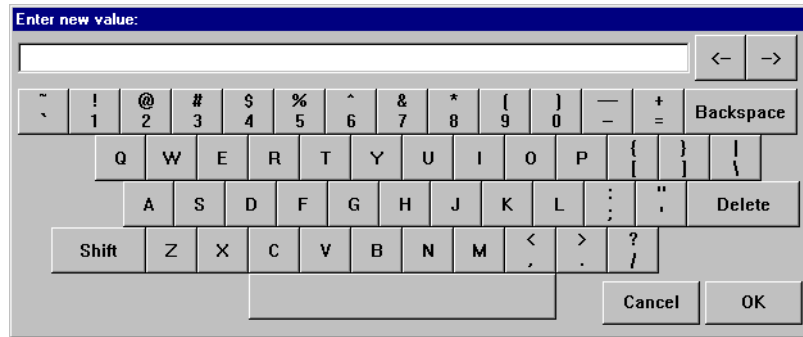 Enter new value:
<- ->
~ ! @ # $ % ^ & * ( ) — +
` 1 2 3 4 5 6 7 8 9 0 – = Backspace
Q W E R T Y U I O P { } |
[ ] \
A S D F G H J K L : " Delete
; '
Shift Z X C V B N M < > ?
, . /
Cancel OK